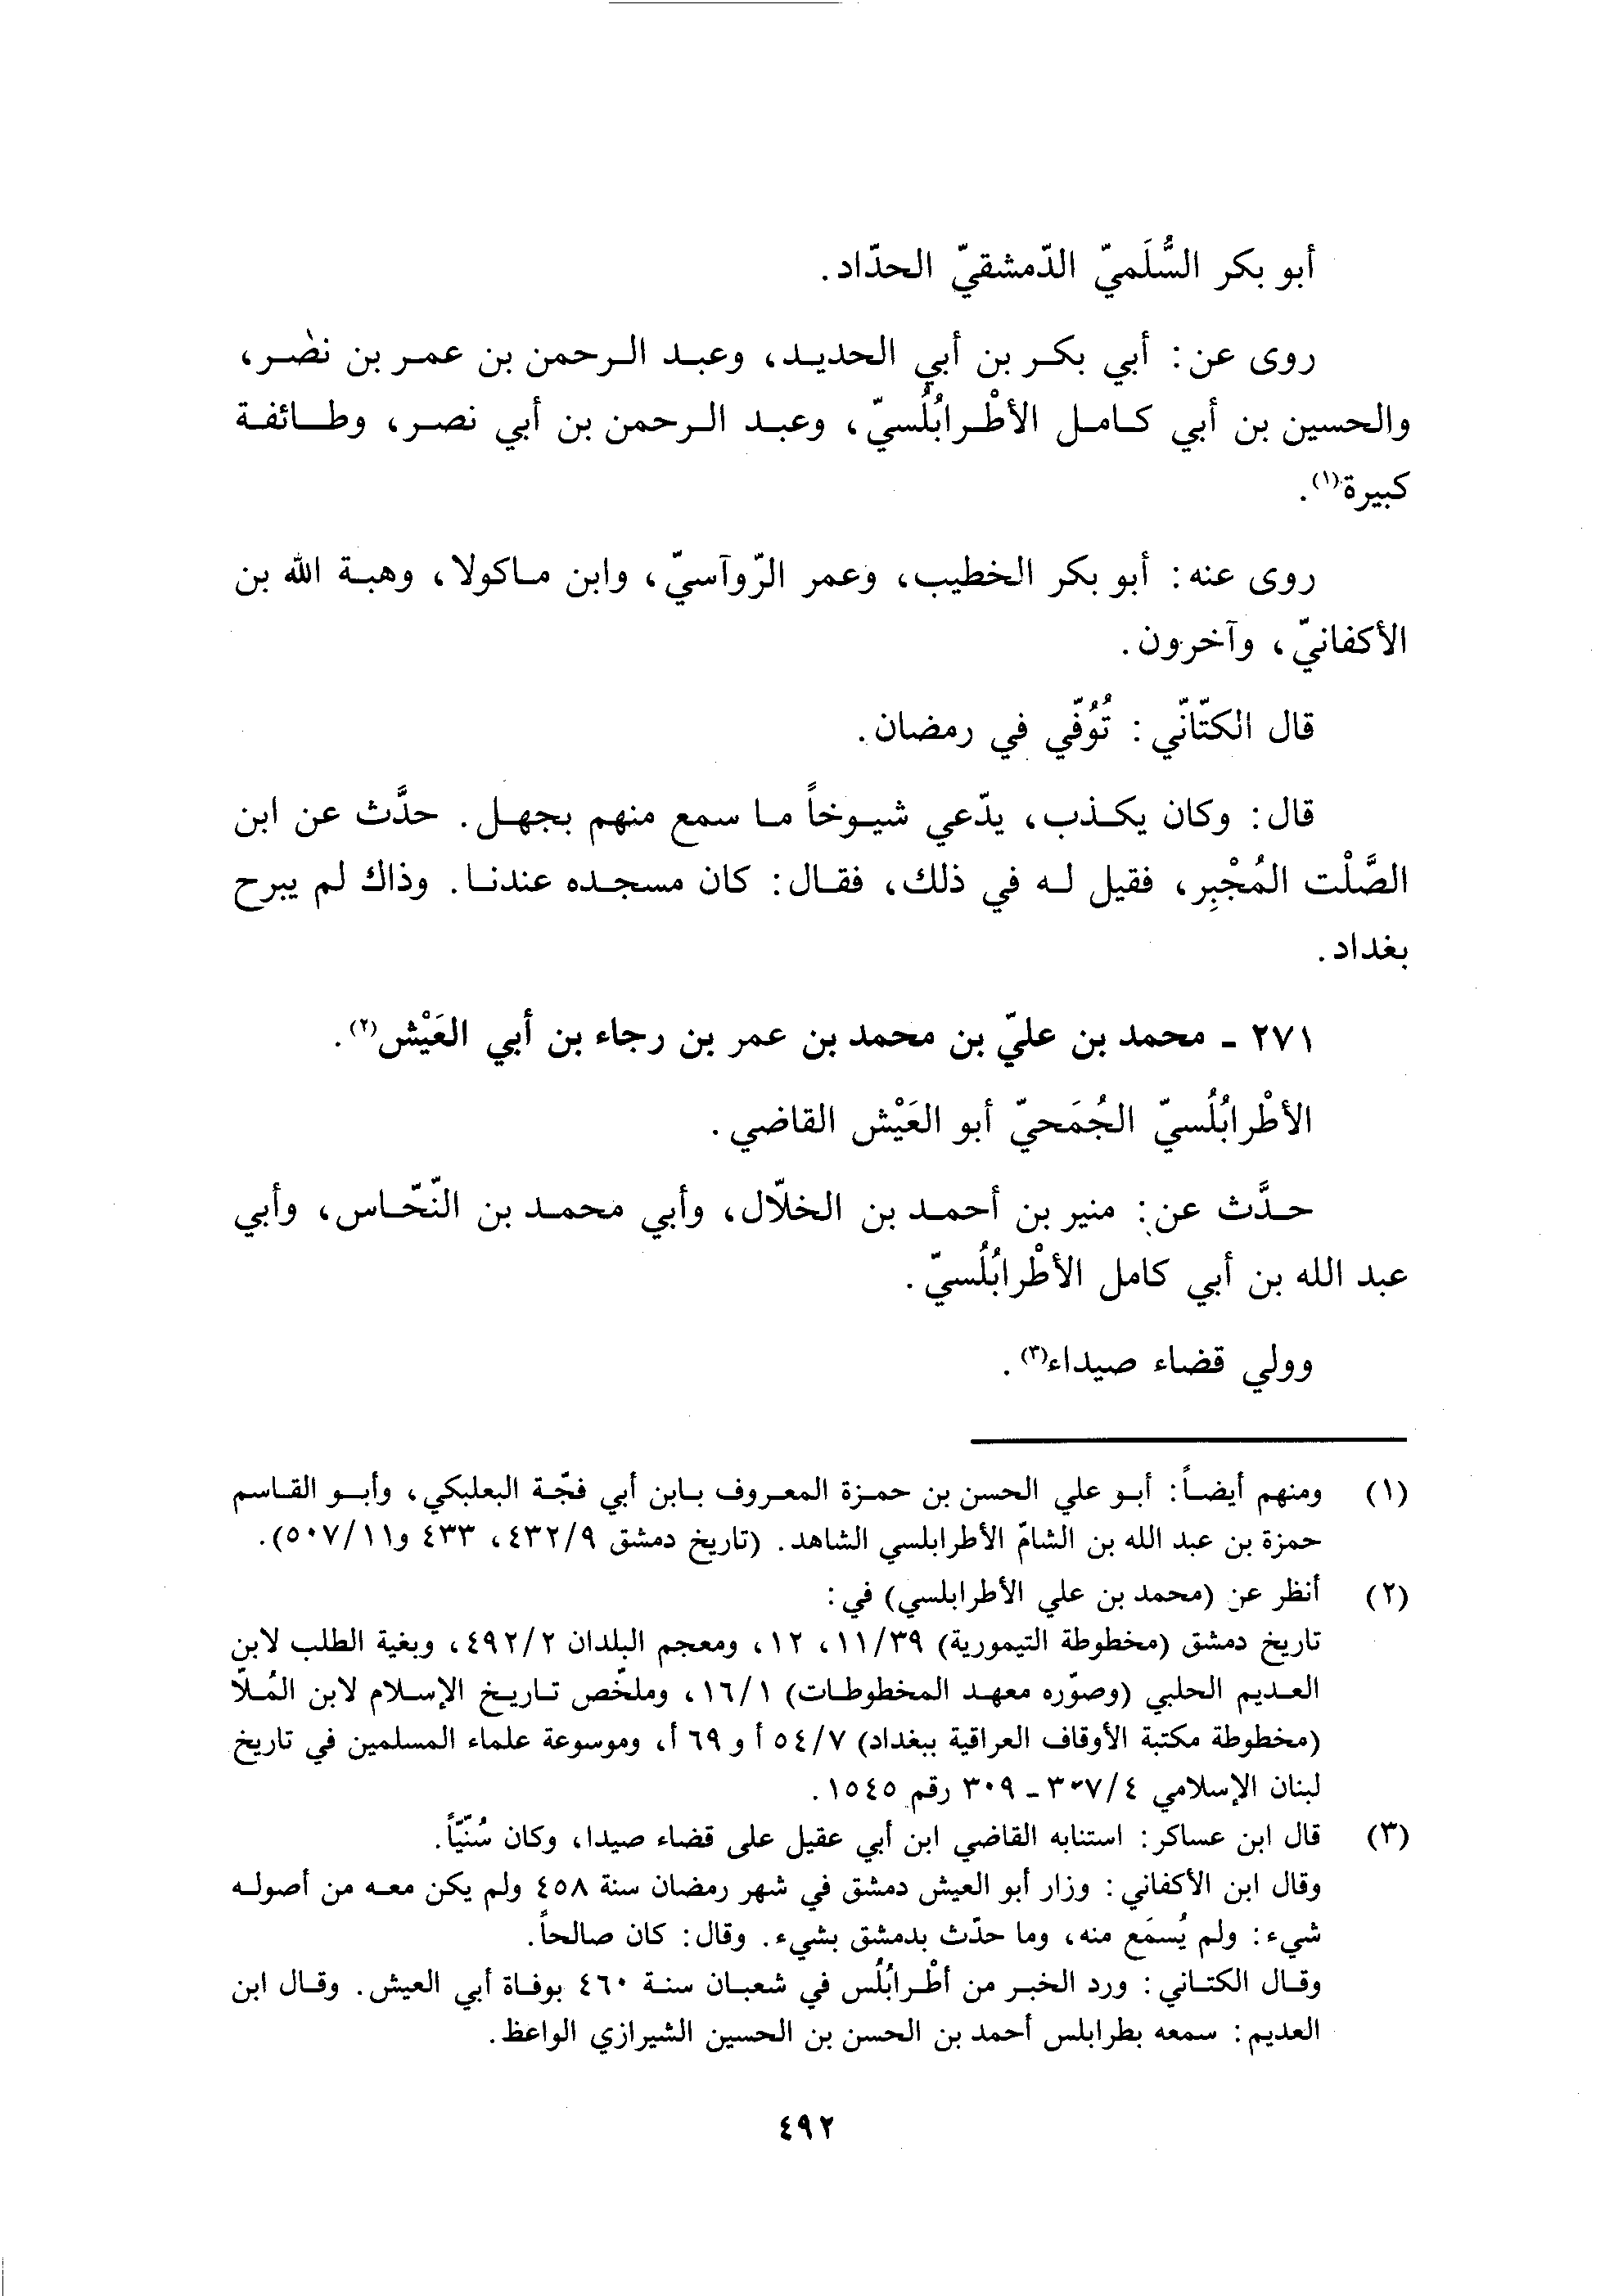 أبو بكر السُّلَميّ الدّمشقيّ الحدّاد.
روى عن: أبي بكر بن أبي الحديد، وعبد الرحمن بن عمر بن نصْر،
والحسين بن أبي كامل الأطْرابُلُسيّ، وعبد الرحمن بن أبي نصر، وطائفة
كبيرة(١).
روى عنه: أبو بكر الخطيب، وعمر الرّوآسيّ، وابن ماكولا، وهبة الله بن
الأكفانيّ، وآخرون.
قال الكتّانّي: تُوُفّي في رمضان.
قال: وكان يكذب، يدّعي شيوخاً ما سمع منهم بجهل. حدَّث عن ابن
الصَّلْت المُجْبِر، فقيل له في ذلك، فقال: كان مسجده عندنا. وذاك لم يبرح
بغداد.
٢٧١ - محمد بن عليّ بن محمد بن عمر بن رجاء بن أبي العَيْش(٢).
الأطْرابُلُسيّ الجُمَحيّ أبو العَيْش القاضي.
حدَّث عن: منير بن أحمد بن الخلّال، وأبي محمد بن النّحّاس، وأبي
عبد الله بن أبي كامل الأطْرابُلُسيّ.
وولي قضاء صيداء(٣).
(١) ومنهم أيضاً: أبو علي الحسن بن حمزة المعروف بابن أبي فجّة البعلبكي، وأبو القاسم
حمزة بن عبد الله بن الشامّ الأطرابلسي الشاهد. (تاريخ دمشق ٤٣٢/٩، ٤٣٣ و٥٠٧/١١).
(٢) أنظر عن (محمد بن علي الأطرابلسي) في:
تاريخ دمشق (مخطوطة التيمورية) ١١/٣٩، ١٢، ومعجم البلدان ٤٩٢/٢، وبغية الطلب لابن
العديم الحلبي (وصوّره معهد المخطوطات) ١٦/١، وملخّص تاريخ الإسلام لابن المُلّا
(مخطوطة مكتبة الأوقاف العراقية ببغداد) ٥٤/٧ أ و٦٩ أ، وموسوعة علماء المسلمين في تاريخ
لبنان الإسلامي ٣٠٧/٤ - ٣٠٩ رقم ١٥٤٥.
(٣) قال ابن عساكر: استنابه القاضي ابن أبي عقيل على قضاء صيدا، وكان سُنّيّاً.
وقال ابن الأكفاني: وزار أبو العيش دمشق في شهر رمضان سنة ٤٥٨ ولم يكن معه من أصوله
شيء: ولم يُسمَع منه، وما حدّث بدمشق بشيء. وقال: كان صالحاً.
وقال الكتاني: ورد الخبر من أطْرابُلُس في شعبان سنة ٤٦٠ بوفاة أبي العيش. وقال ابن
العديم: سمعه بطرابلس أحمد بن الحسن بن الحسين الشيرازي الواعظ.
٤٩٢